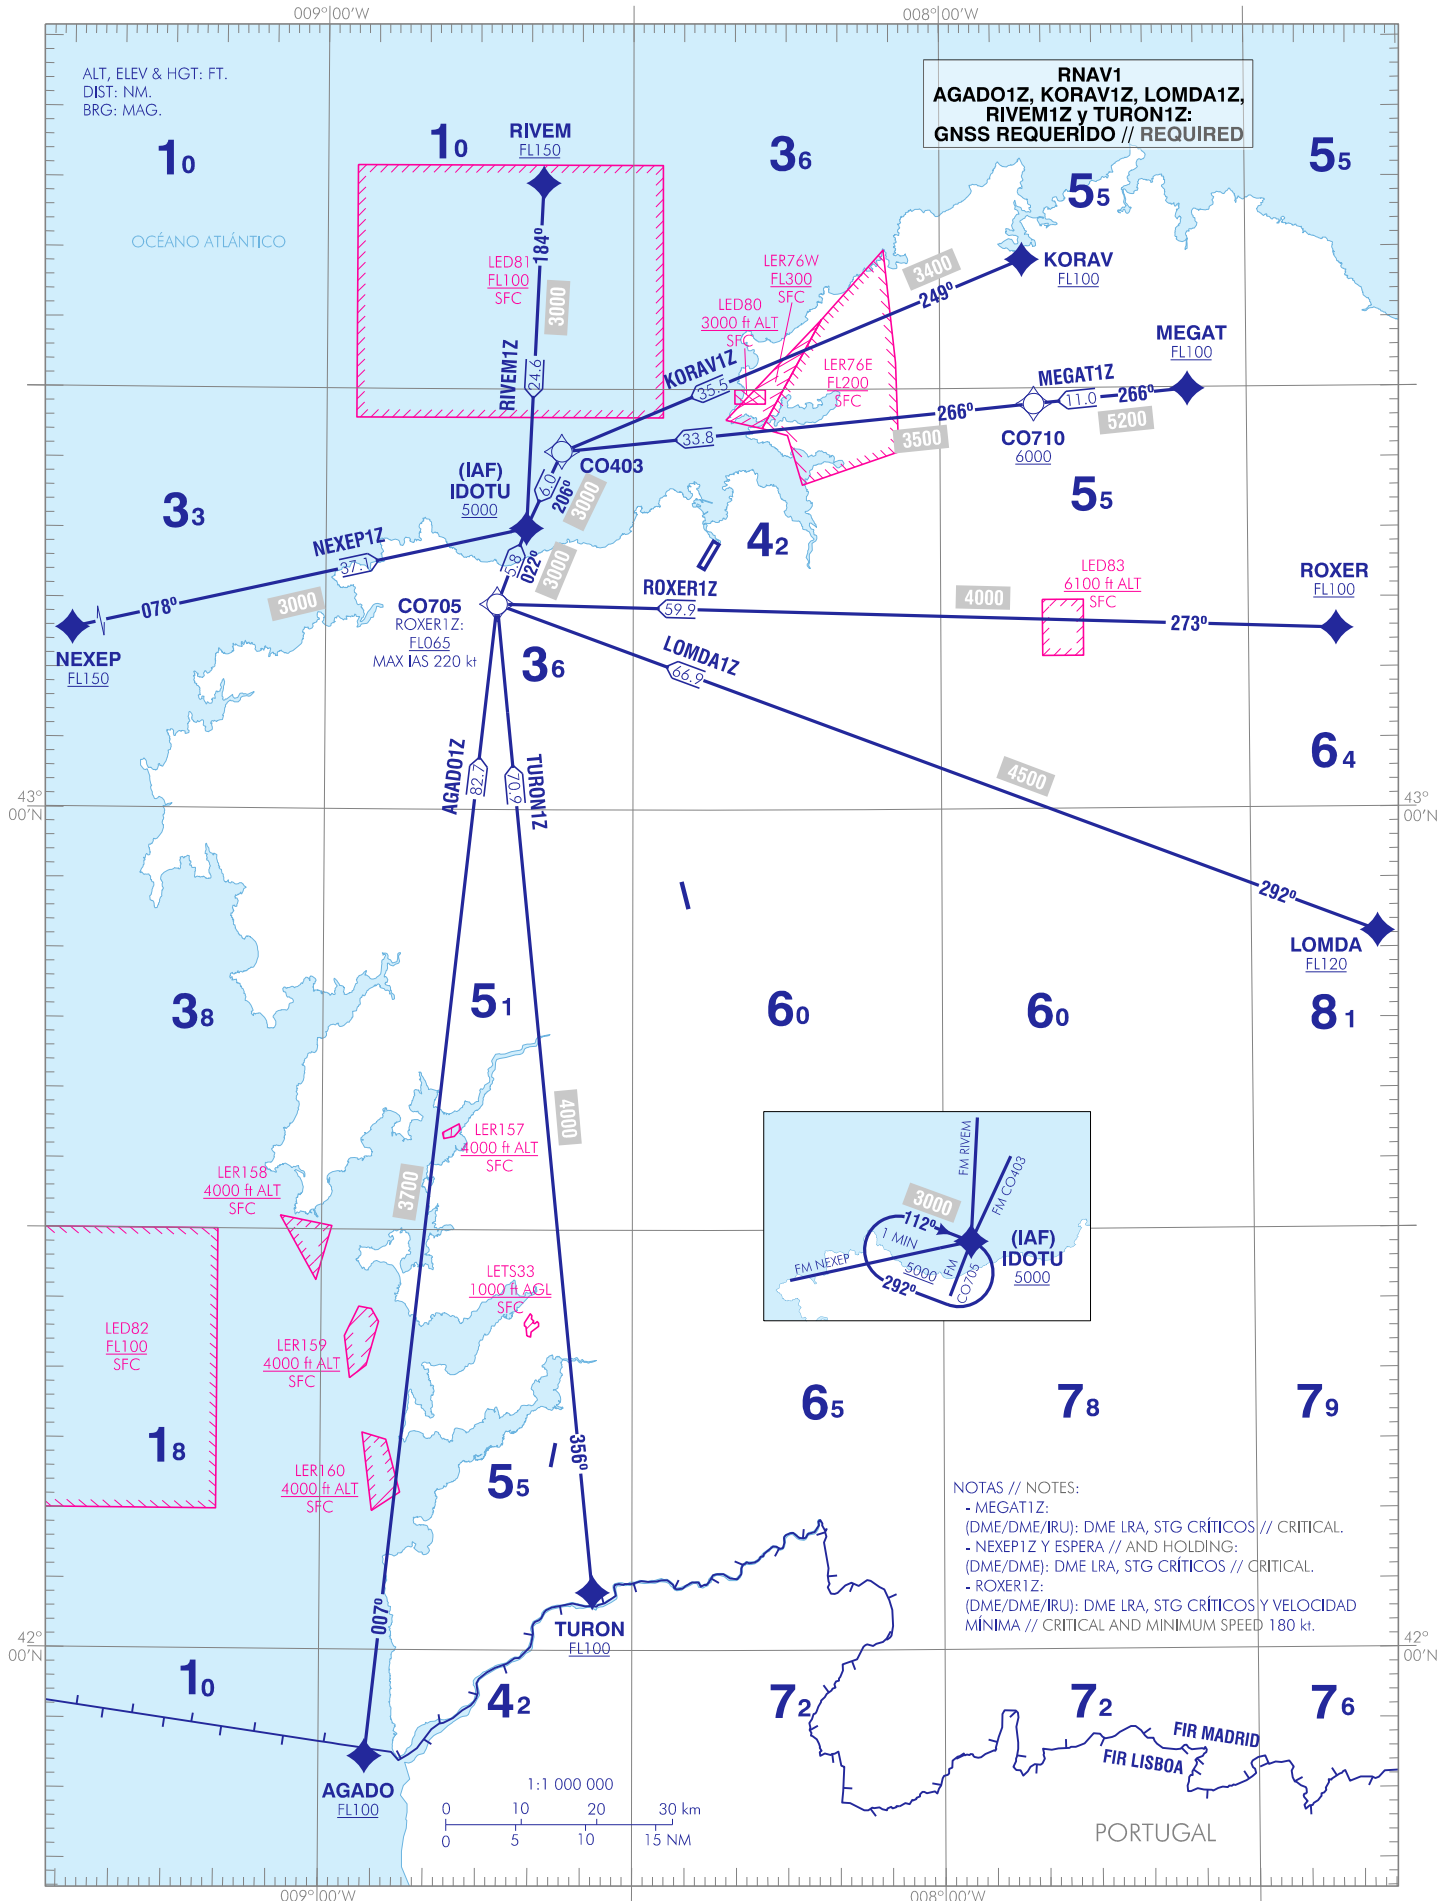 009°00'W
008°00'W
ALT, ELEV & HGT: FT.
DIST: NM.
BRG: MAG.
RNAV1
AGADO1Z, KORAV1Z, LOMDA1Z,
RIVEM1Z y TURON1Z:
GNSS REQUERIDO // REQUIRED
10
10
RIVEM
FL150
36
55
55
OCÉANO ATLÁNTICO
184º
LED81
FL100
SFC
3000
RIVEM1Z
24.6
LER76W
FL300
SFC
LED80
3000 ft ALT
SFC
LER76E
FL200
SFC
3400
249º
KORAV
FL100
KORAV1Z
35.5
MEGAT
FL100
MEGAT1Z
11.0
266º
5200
266º
3500
33.8
CO710
6000
CO403
(IAF)
IDOTU
5000
6.0
206º
3000
33
55
42
NEXEP1Z
37.1
078º
3000
NEXEP
FL150
5.8
022º
3000
CO705
ROXER1Z:
FL065
MAX IAS 220 kt
ROXER1Z
59.9
4000
LED83
6100 ft ALT
SFC
273º
ROXER
FL100
36
LOMDA1Z
66.9
4500
292º
LOMDA
FL120
64
AGADO1Z
82.7
TURON1Z
70.9
43°
00'N
43°
00'N
38
51
60
60
81
4000
3700
LER157
4000 ft ALT
SFC
LER158
4000 ft ALT
SFC
LETS33
1000 ft AGL
SFC
LED82
FL100
SFC
LER159
4000 ft ALT
SFC
LER160
4000 ft ALT
SFC
FM RIVEM
FM CO403
3000
112º
1 MIN
(IAF)
IDOTU
5000
FM NEXEP
5000
292º
FM
CO705
18
55
65
78
79
356º
007º
NOTAS // NOTES:
- MEGAT1Z:
(DME/DME/IRU): DME LRA, STG CRÍTICOS // CRITICAL.
- NEXEP1Z Y ESPERA // AND HOLDING:
(DME/DME): DME LRA, STG CRÍTICOS // CRITICAL.
- ROXER1Z:
(DME/DME/IRU): DME LRA, STG CRÍTICOS Y VELOCIDAD
MÍNIMA // CRITICAL AND MINIMUM SPEED 180 kt.
TURON
FL100
42°
00'N
42°
00'N
10
42
72
72
76
FIR MADRID
FIR LISBOA
AGADO
FL100
1:1 000 000
0 10 20 30 km
0 5 10 15 NM
PORTUGAL
009°00'W
008°00'W